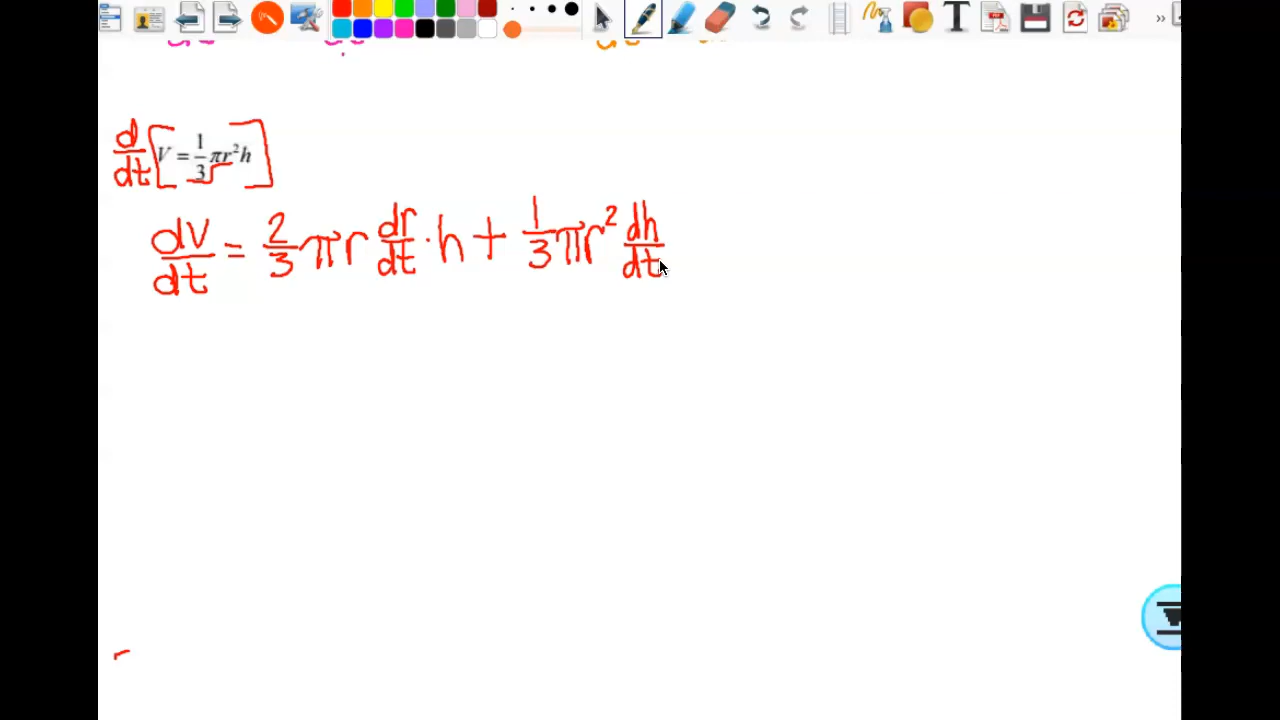 d/dt [V = 1/3 πr²h]
dV/dt = 2/3 πr dr/dt · h + 1/3 πr² dh/dt